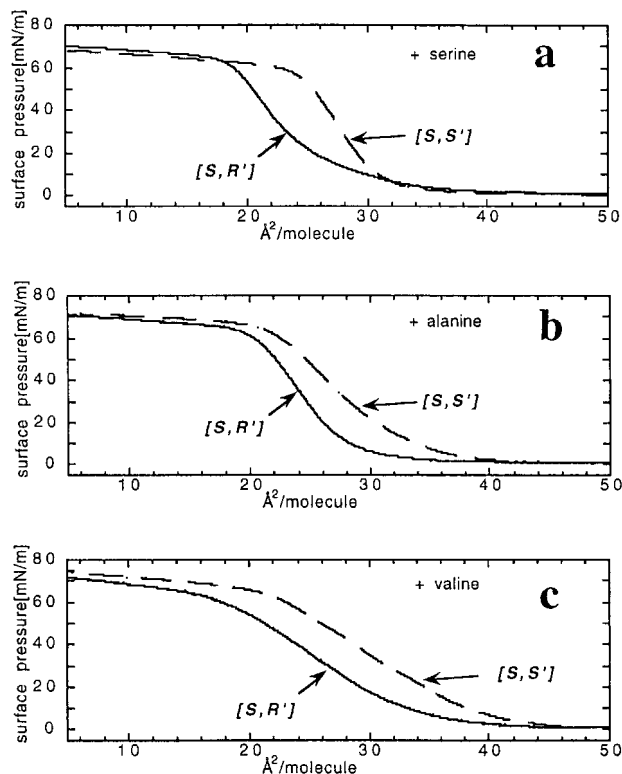 surface pressure[mN/m]
80
60
40
20
0
+ serine
a
[S,S']
[S,R']
10 20 30 40 50
Å²/molecule
surface pressure[mN/m]
80
60
40
20
0
+ alanine
b
[S,S']
[S,R']
10 20 30 40 50
Å²/molecule
surface pressure[mN/m]
80
60
40
20
0
+ valine
c
[S,S']
[S,R']
10 20 30 40 50
Å²/molecule